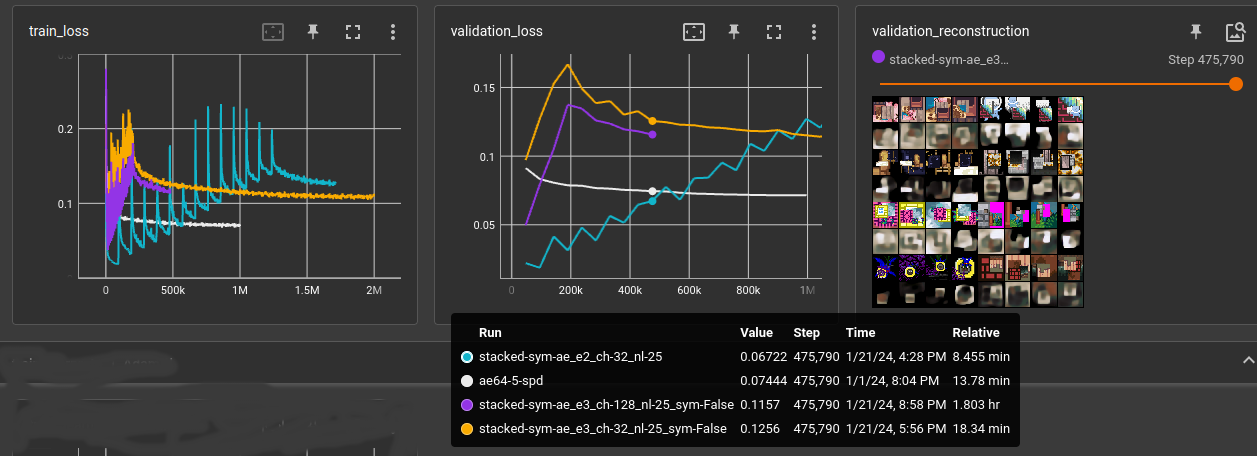 train_loss
validation_loss
validation_reconstruction
stacked-sym-ae_e3...
Step 475,790
0.3
0.2
0.1
0
500k
1M
1.5M
2M
0.15
0.1
0.05
0
200k
400k
600k
800k
1M
Run Value Step Time Relative
stacked-sym-ae_e2_ch-32_nl-25 0.06722 475,790 1/21/24, 4:28 PM 8.455 min
ae64-5-spd 0.07444 475,790 1/1/24, 8:04 PM 13.78 min
stacked-sym-ae_e3_ch-128_nl-25_sym-False 0.1157 475,790 1/21/24, 8:58 PM 1.803 hr
stacked-sym-ae_e3_ch-32_nl-25_sym-False 0.1256 475,790 1/21/24, 5:56 PM 18.34 min